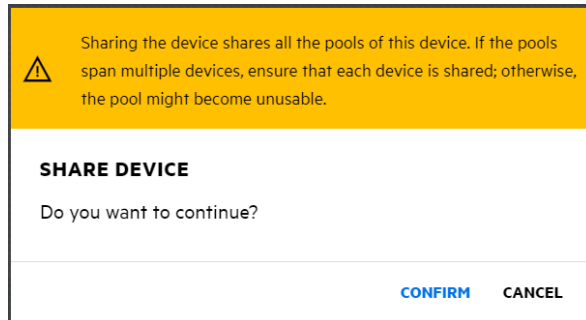 Sharing the device shares all the pools of this device. If the pools
span multiple devices, ensure that each device is shared; otherwise,
the pool might become unusable.
SHARE DEVICE
Do you want to continue?
CONFIRM CANCEL